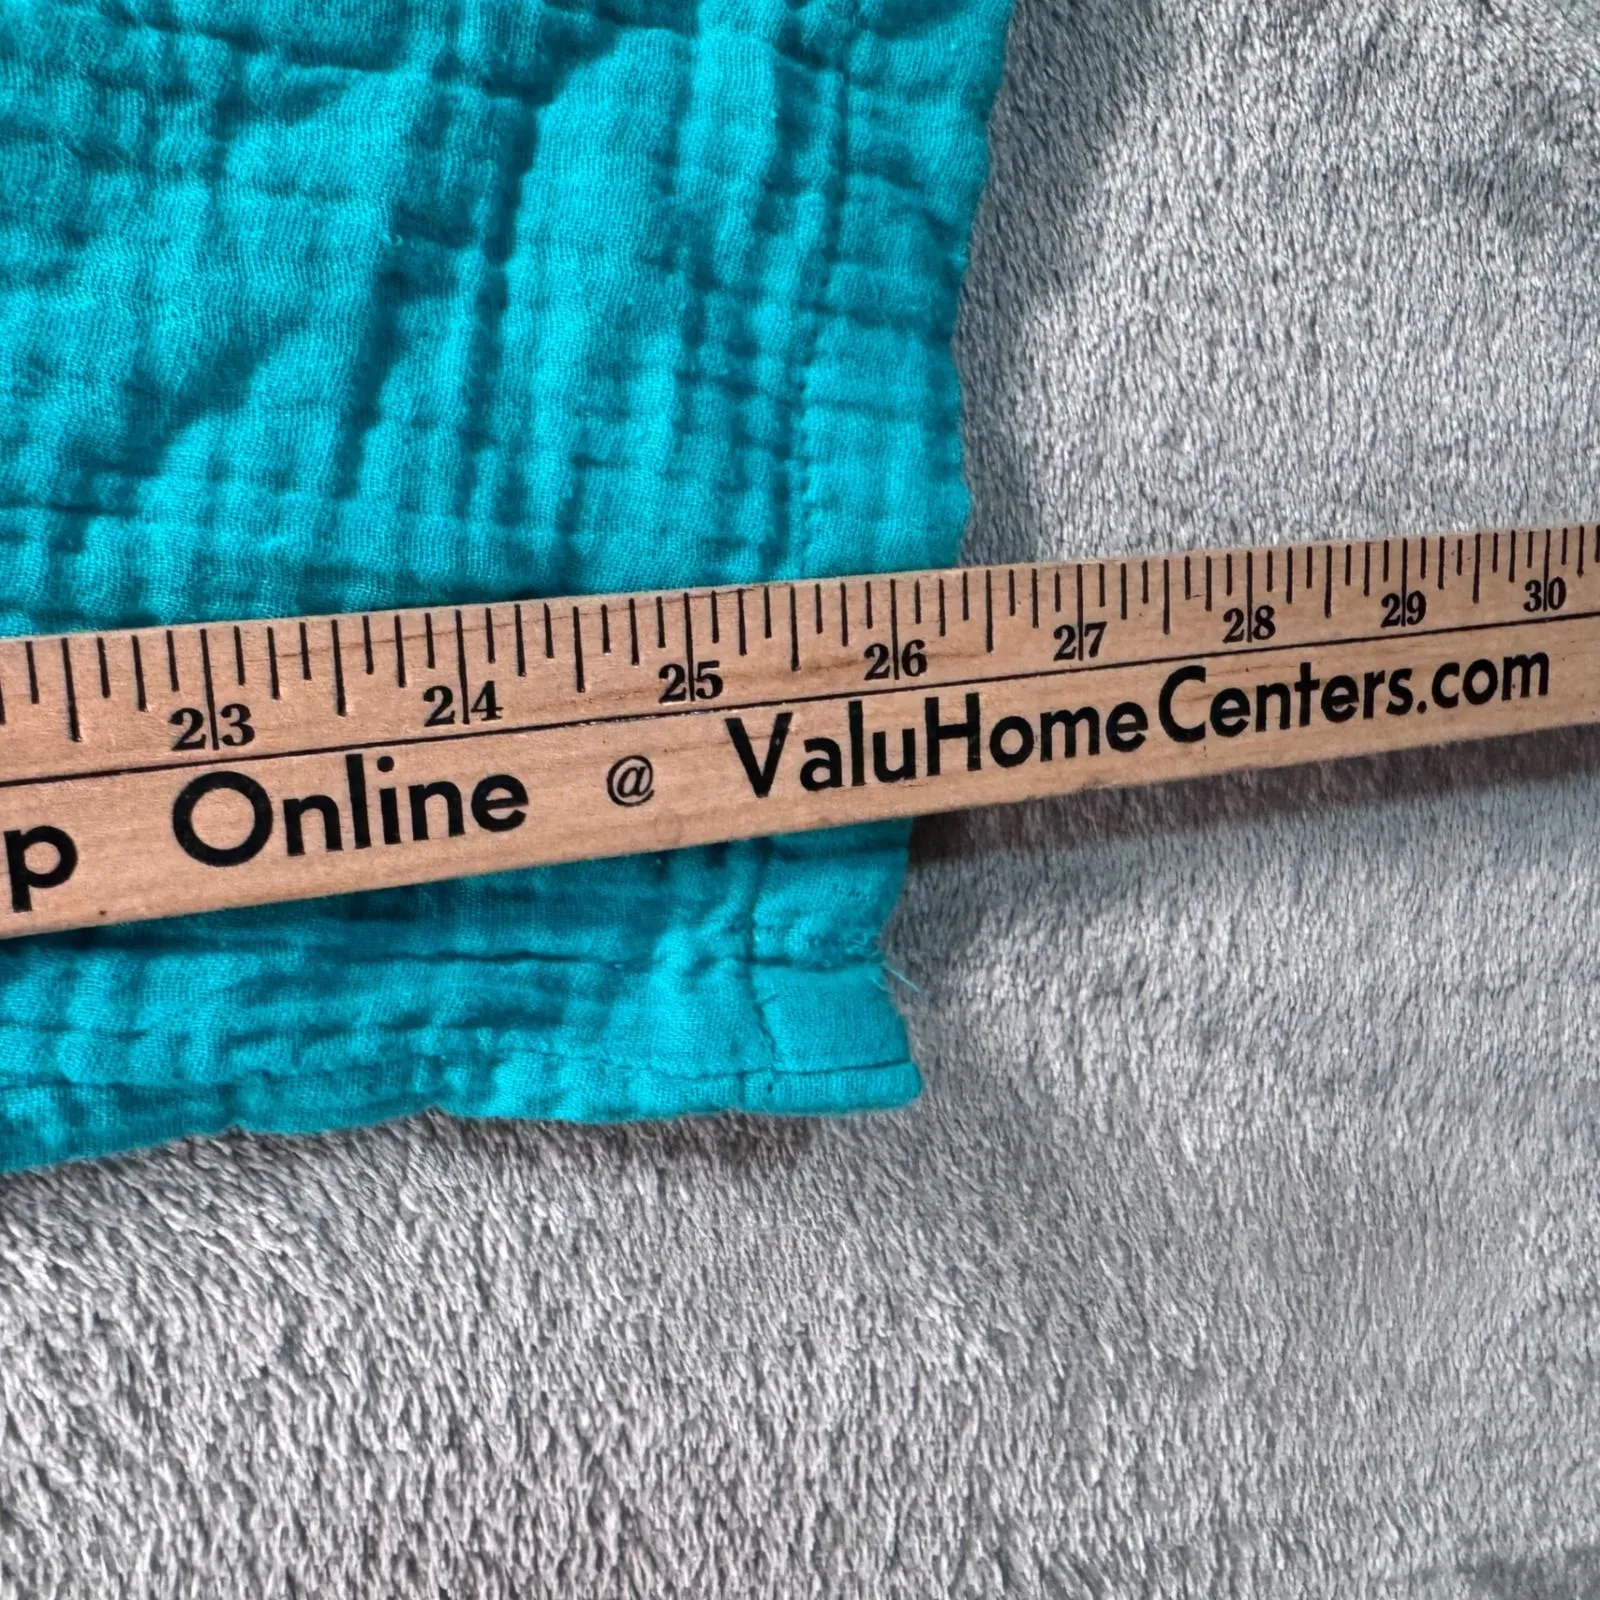 23 24 25 26 27 28 29 30
p Online @ ValuHomeCenters.com